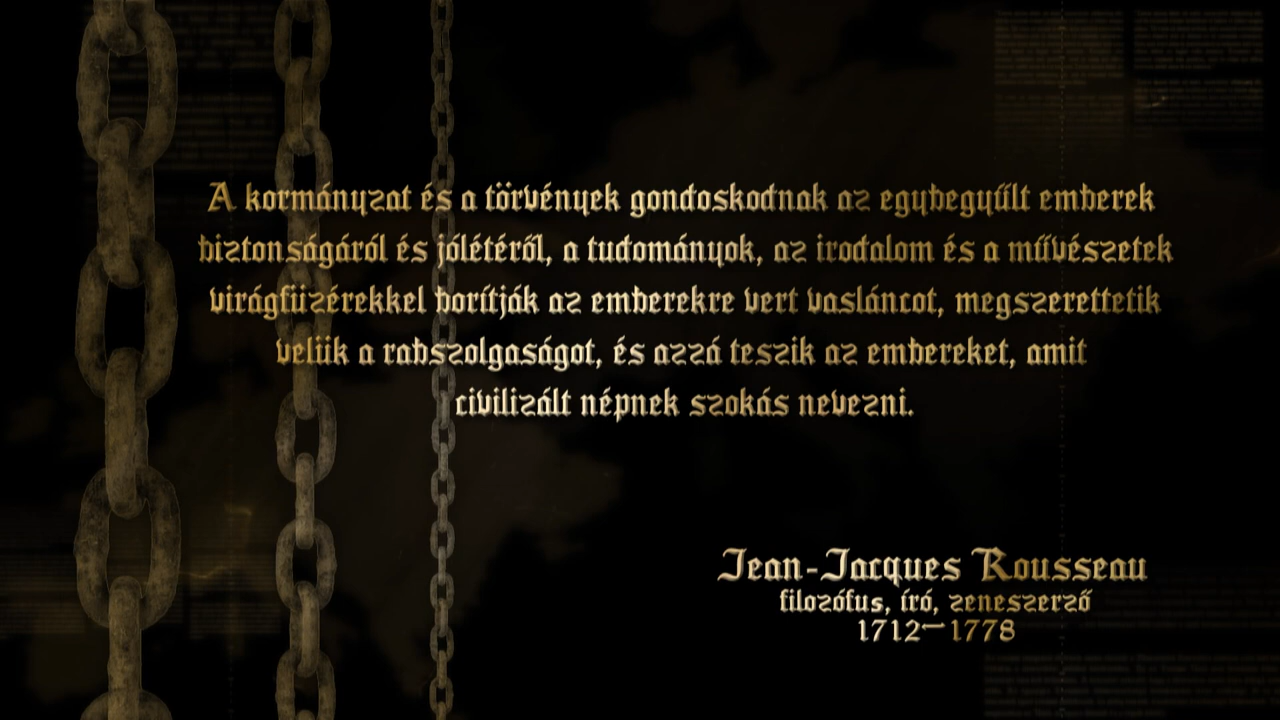 A kormányzat és a törvények gondoskodnak az egybegyűlt emberek
biztonságáról és jólétéről, a tudományok, az irodalom és a művészetek
virágfüzérekkel borítják az emberekre vert vasláncot, megszerettetik
velük a rabszolgaságot, és azzá teszik az embereket, amit
civilizált népnek szokás nevezni.
Jean-Jacques Rousseau
filozófus, író, zeneszerző
1712–1778